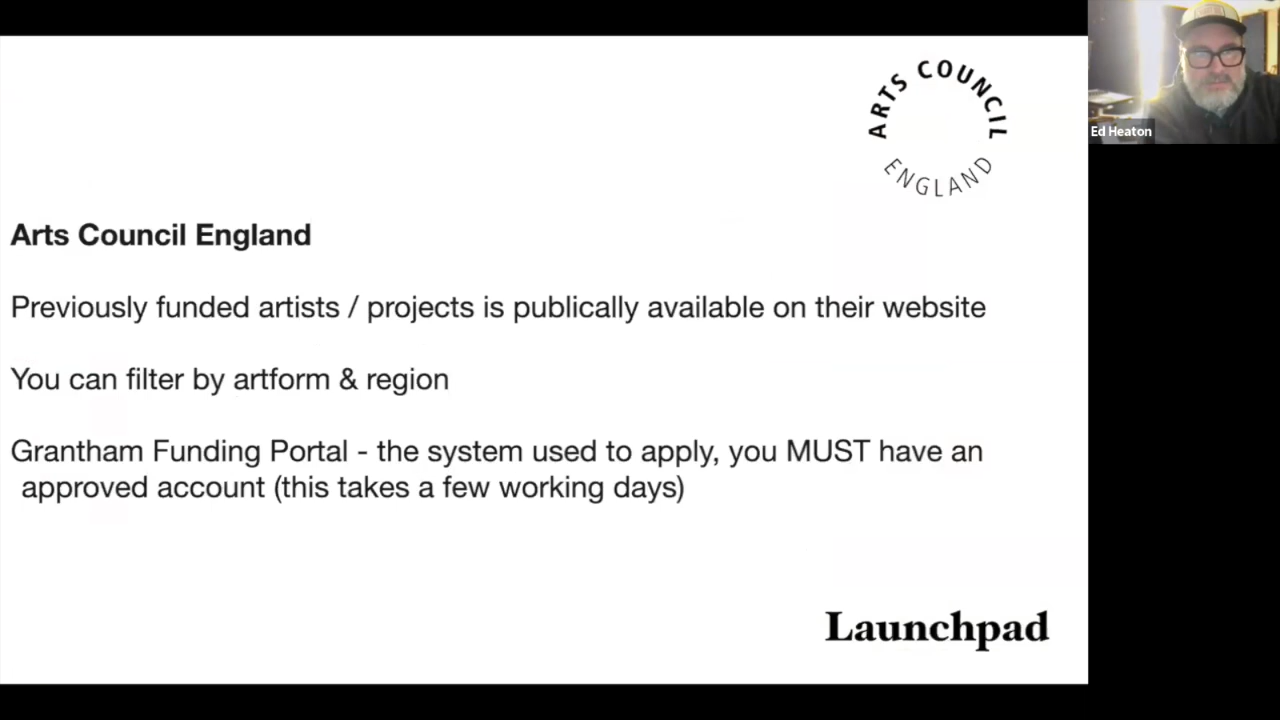 ARTS COUNCIL
ENGLAND
Ed Heaton
Arts Council England
Previously funded artists / projects is publically available on their website
You can filter by artform & region
Grantham Funding Portal - the system used to apply, you MUST have an
approved account (this takes a few working days)
Launchpad